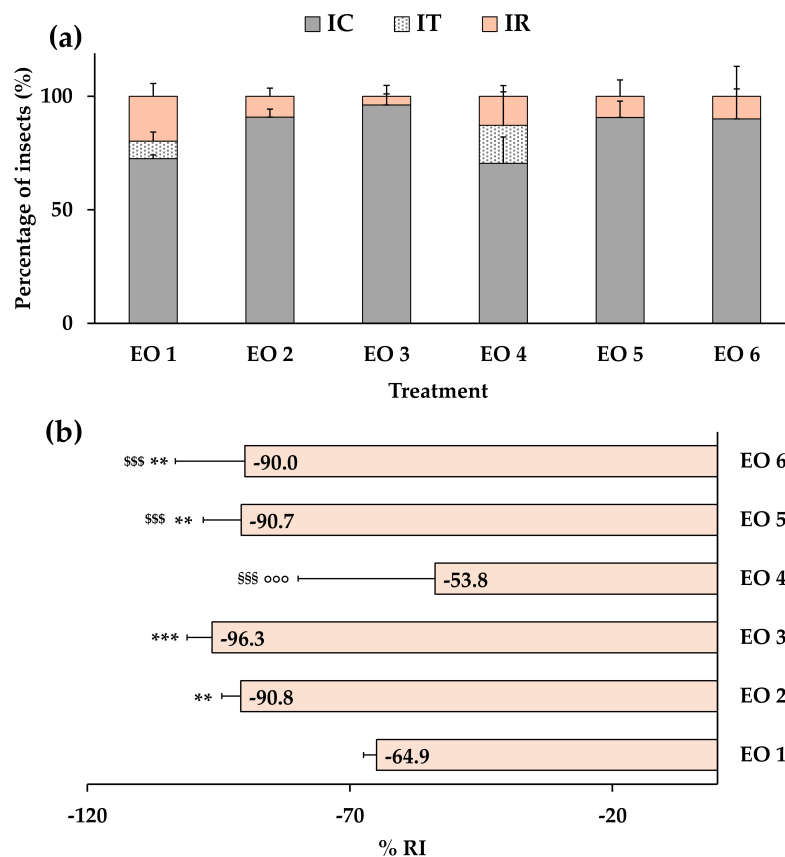 (a)
IC IT IR
Percentage of insects (%)
100
50
0
EO 1 EO 2 EO 3 EO 4 EO 5 EO 6
Treatment
(b)
$$$ ** -90.0 EO 6
$$$ ** -90.7 EO 5
§§§ ooo -53.8 EO 4
*** -96.3 EO 3
** -90.8 EO 2
-64.9 EO 1
-120 -70 -20
% RI